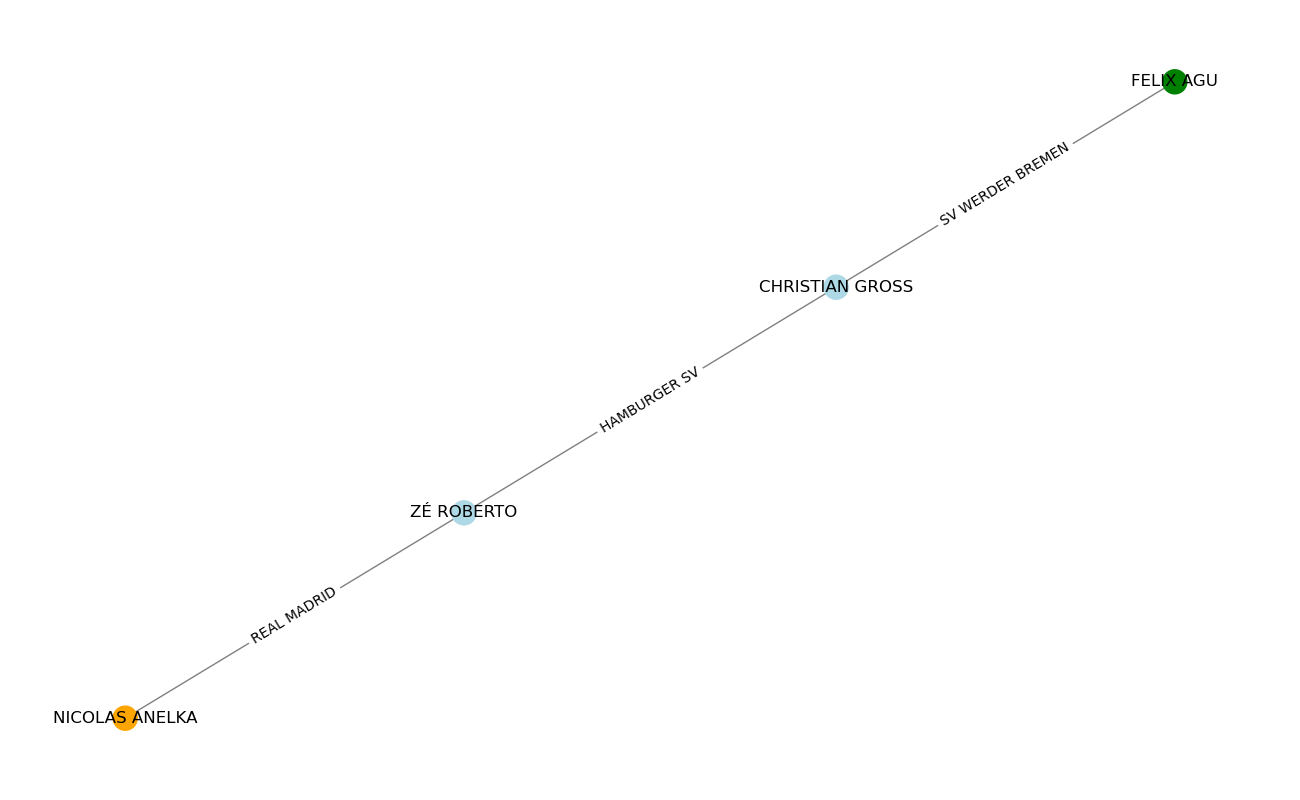 FELIX AGU
SV WERDER BREMEN
CHRISTIAN GROSS
HAMBURGER SV
ZÉ ROBERTO
REAL MADRID
NICOLAS ANELKA